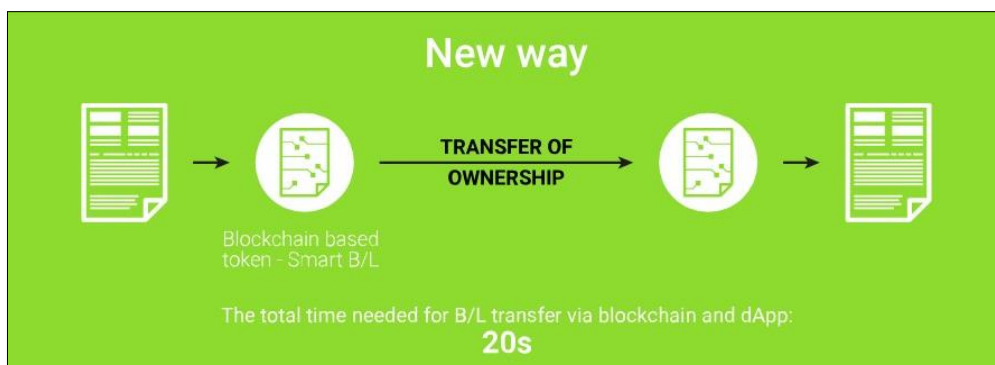 New way
TRANSFER OF
OWNERSHIP
Blockchain based
token - Smart B/L
The total time needed for B/L transfer via blockchain and dApp:
20s